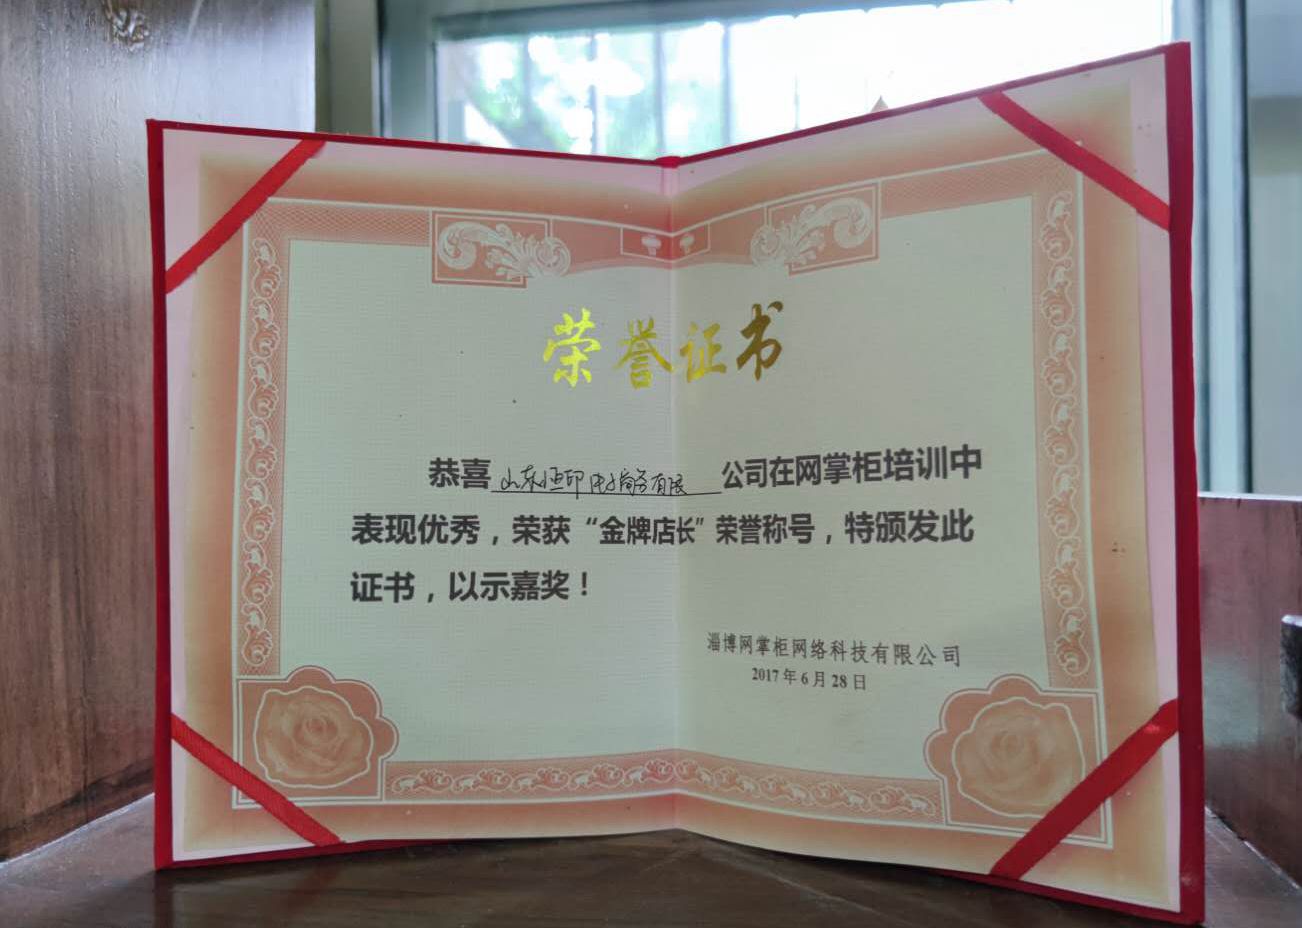 荣誉证书
恭喜山东恒印电子商务有限公司在网掌柜培训中
表现优秀，荣获“金牌店长”荣誉称号，特颁发此
证书，以示嘉奖！
淄博网掌柜网络科技有限公司
2017年6月28日